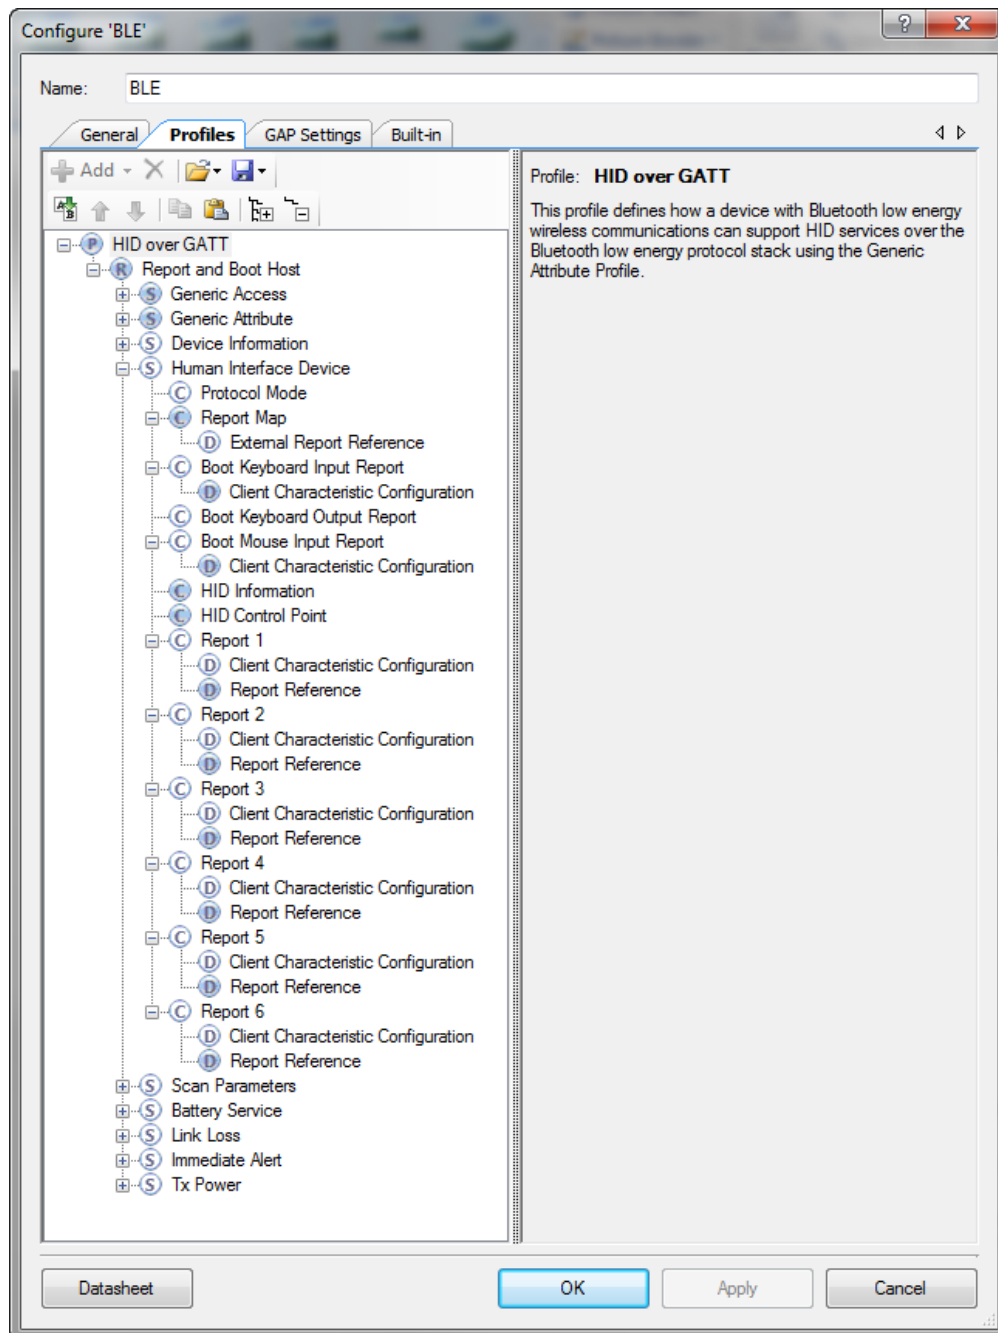 Configure 'BLE'
?
X
Name: BLE
General Profiles GAP Settings Built-in
Add
A B
P HID over GATT
R Report and Boot Host
S Generic Access
S Generic Attribute
S Device Information
S Human Interface Device
C Protocol Mode
C Report Map
D External Report Reference
C Boot Keyboard Input Report
D Client Characteristic Configuration
C Boot Keyboard Output Report
C Boot Mouse Input Report
D Client Characteristic Configuration
C HID Information
C HID Control Point
C Report 1
D Client Characteristic Configuration
D Report Reference
C Report 2
D Client Characteristic Configuration
D Report Reference
C Report 3
D Client Characteristic Configuration
D Report Reference
C Report 4
D Client Characteristic Configuration
D Report Reference
C Report 5
D Client Characteristic Configuration
D Report Reference
C Report 6
D Client Characteristic Configuration
D Report Reference
S Scan Parameters
S Battery Service
S Link Loss
S Immediate Alert
S Tx Power
Profile: HID over GATT
This profile defines how a device with Bluetooth low energy
wireless communications can support HID services over the
Bluetooth low energy protocol stack using the Generic
Attribute Profile.
Datasheet OK Apply Cancel